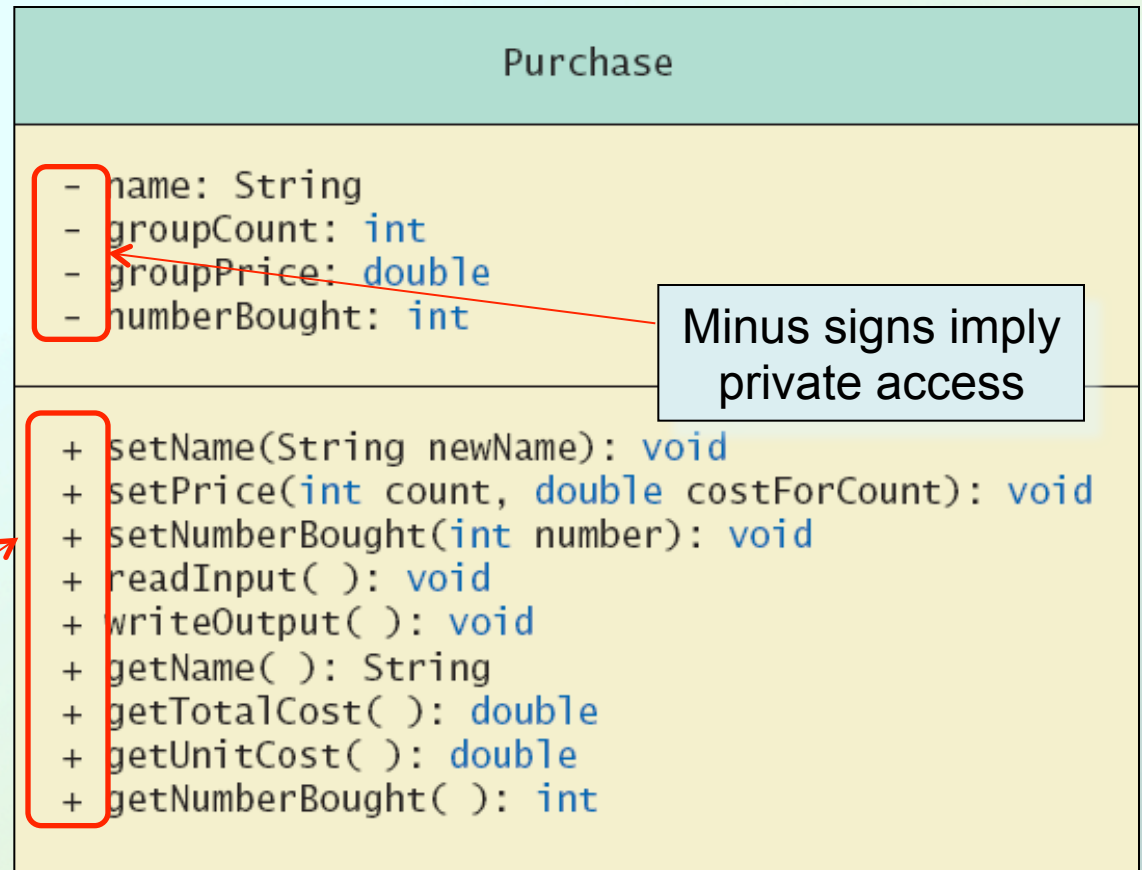 Purchase
- name: String
- groupCount: int
- groupPrice: double
- numberBought: int
Minus signs imply
private access
+ setName(String newName): void
+ setPrice(int count, double costForCount): void
+ setNumberBought(int number): void
+ readInput( ): void
+ writeOutput( ): void
+ getName( ): String
+ getTotalCost( ): double
+ getUnitCost( ): double
+ getNumberBought( ): int